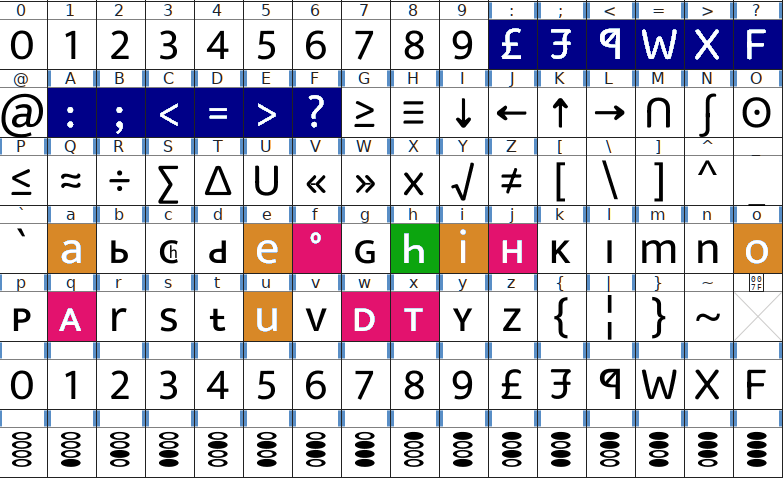 0 1 2 3 4 5 6 7 8 9 : ; < = > ?
0 1 2 3 4 5 6 7 8 9 £ W X F
@ A B C D E F G H I J K L M N O
@ : ; < = > ? ≥ ☰ ↓ ← ↑ → ∩ ∫ ʘ
P Q R S T U V W X Y Z [ \ ] ^ _
≤ ≈ ÷ ∑ ∆ U « » x √ ≠ [ \ ] ^ _
` a b c d e f g h i j k l m n o
` a ь d e ° ɢ h i ʜ ĸ ı m n o
p q r s t u v w x y z { | } ~ 007F
ᴘ ᴀ r s t u v ᴅ ᴛ ʏ z { ¦ } ~
0 1 2 3 4 5 6 7 8 9 £ W X F